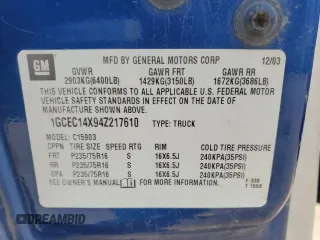 GM
MFD BY GENERAL MOTORS CORP 12/03
GVWR GAWR FRT GAWR RR
2903KG(6400LB) 1429KG(3150LB) 1672KG(3686LB)
THIS VEHICLE CONFORMS TO ALL APPLICABLE U.S. FEDERAL MOTOR
VEHICLE SAFETY AND THEFT PREVENTION STANDARDS IN EFFECT ON
THE DATE OF MANUFACTURE SHOWN ABOVE.
1GCEC14X94Z217610 TYPE: TRUCK
MODEL: C15903
CPPN TIRE SIZE SPEED RTG RIM COLD TIRE PRESSURE
FRT P235/75R16 S 16X6.5J 240KPA(35PSI)
RR P235/75R16 S 16X6.5J 240KPA(35PSI)
SPA P235/75R16 S 16X6.5J 240KPA(35PSI)
SEE OWNER'S MANUAL FOR MORE INFORMATION